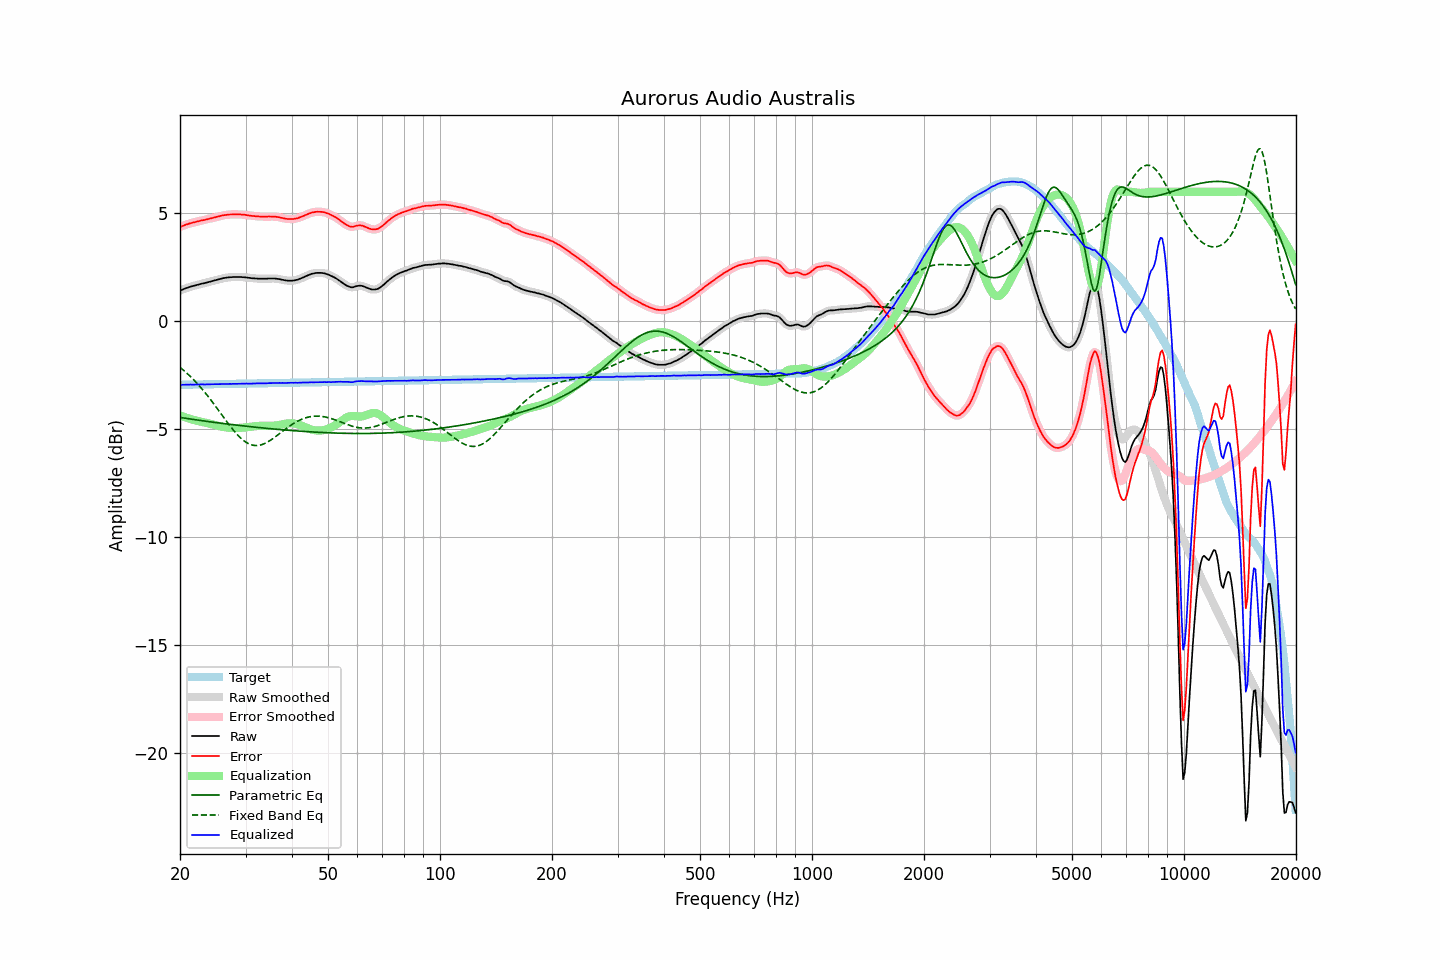 Aurorus Audio Australis
Amplitude (dBr)
5
0
−5
−10
−15
−20
Target
Raw Smoothed
Error Smoothed
Raw
Error
Equalization
Parametric Eq
Fixed Band Eq
Equalized
20 50 100 200 500 1000 2000 5000 10000 20000
Frequency (Hz)